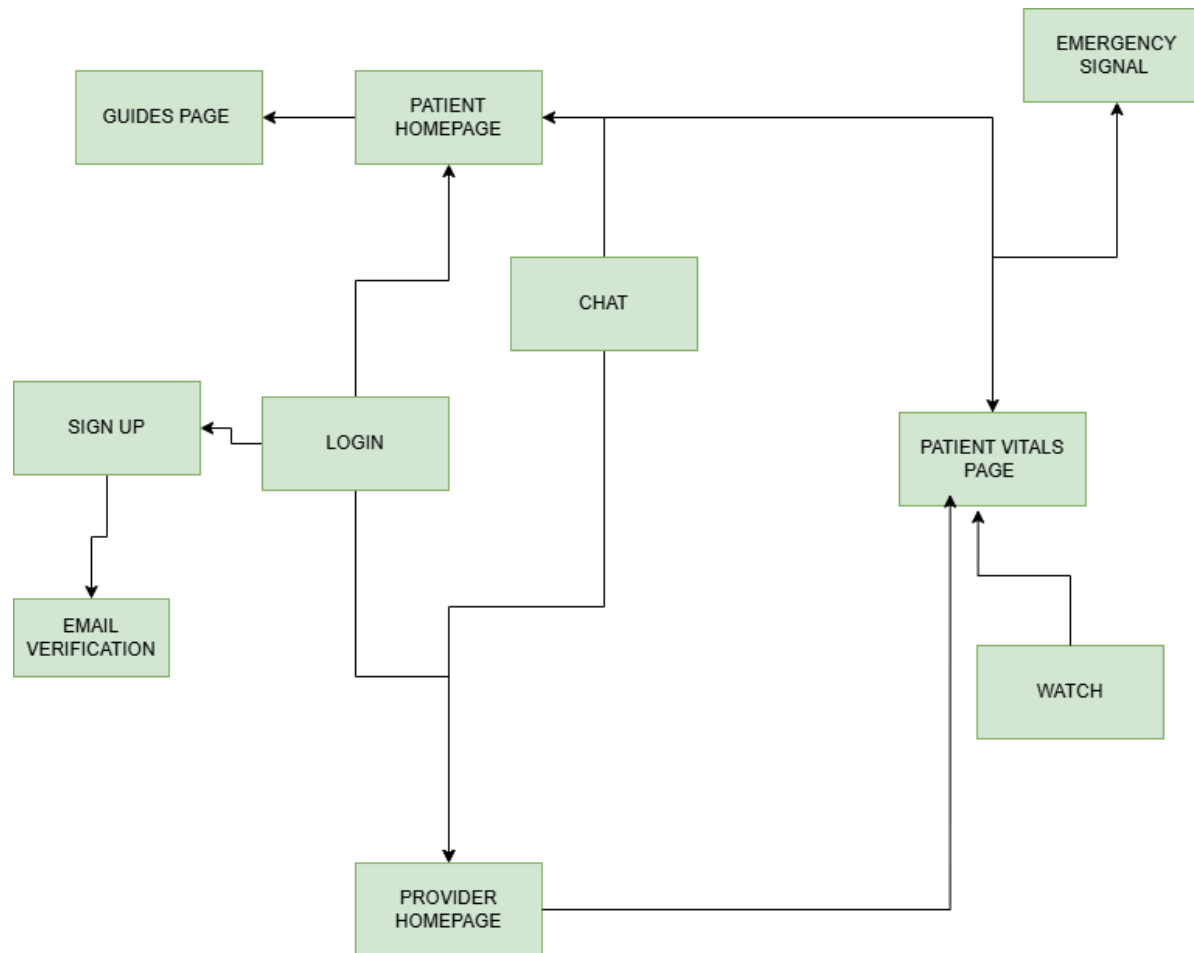 EMERGENCY
SIGNAL
GUIDES PAGE
PATIENT
HOMEPAGE
CHAT
SIGN UP
LOGIN
PATIENT VITALS
PAGE
EMAIL
VERIFICATION
WATCH
PROVIDER
HOMEPAGE